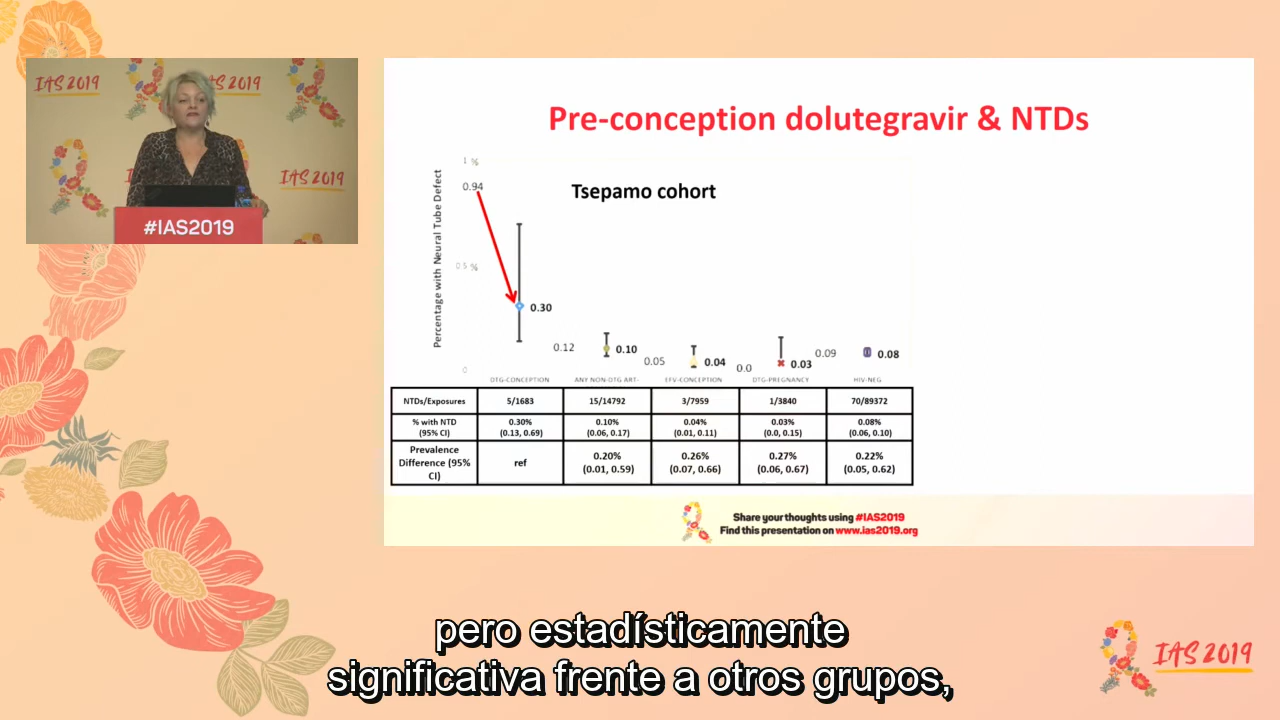 IAS 2019
AS 2019
IAS 2019
#IAS2019
Pre-conception dolutegravir & NTDs
Tsepamo cohort
Percentage with Neural Tube Defect
1 %
0.94
0.5 %
0
0.30
0.12
0.10
0.05
0.04
0.0
0.03
0.09
0.08
DTG-CONCEPTION
ANY NON-DTG ART-
EFV-CONCEPTION
DTG-PREGNANCY
HIV-NEG
NTDs/Exposures 5/1683 15/14792 3/7959 1/3840 70/89372
% with NTD 0.30% 0.10% 0.04% 0.03% 0.08%
(95% CI) (0.13, 0.69) (0.06, 0.17) (0.01, 0.11) (0.0, 0.15) (0.06, 0.10)
Prevalence
Difference (95%
CI)
ref
0.20% 0.26% 0.27% 0.22%
(0.01, 0.59) (0.07, 0.66) (0.06, 0.67) (0.05, 0.62)
Share your thoughts using #IAS2019
Find this presentation on www.ias2019.org
pero estadísticamente
significativa frente a otros grupos,
IAS 2019